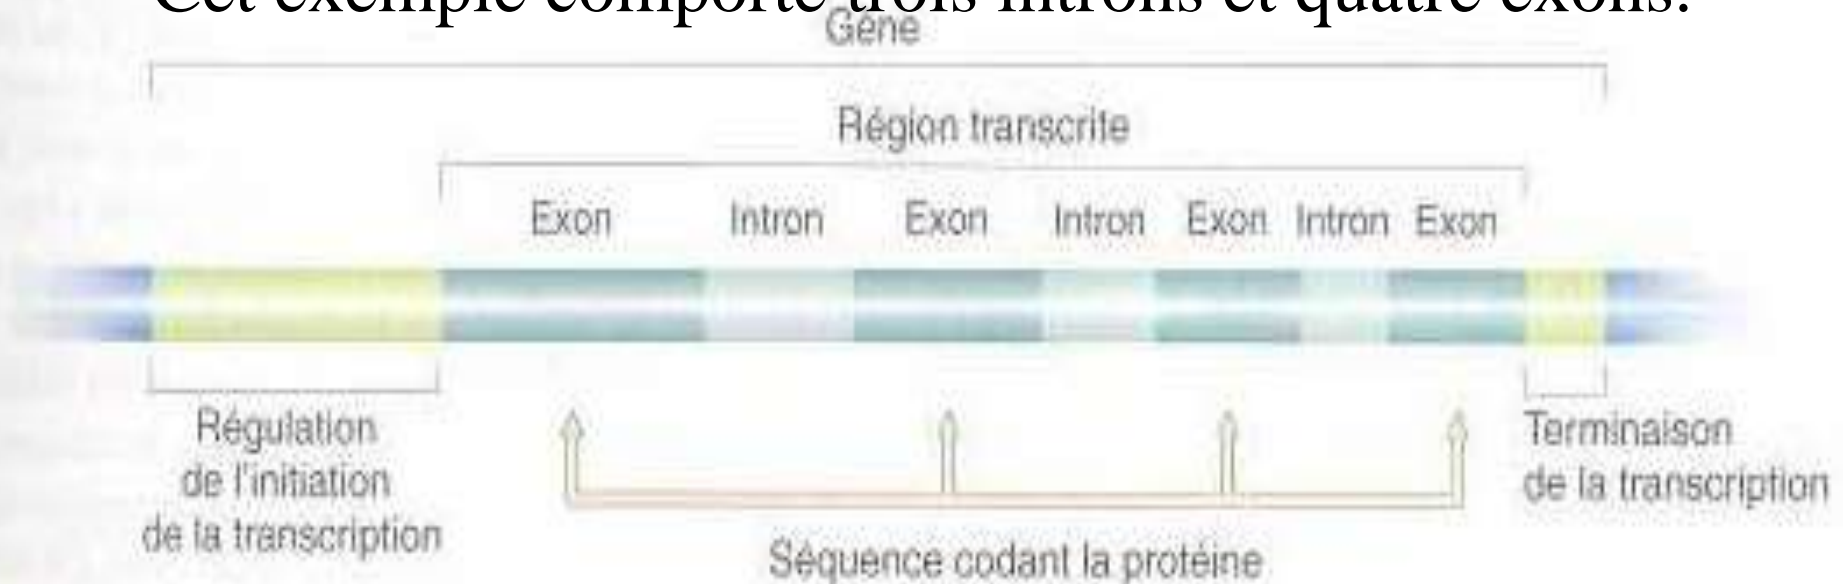 Cet exemple comporte trois introns et quatre exons.
Gène
Région transcrite
Exon Intron Exon Intron Exon Intron Exon
Régulation
de l'initiation
de la transcription
Terminaison
de la transcription
Séquence codant la protéine